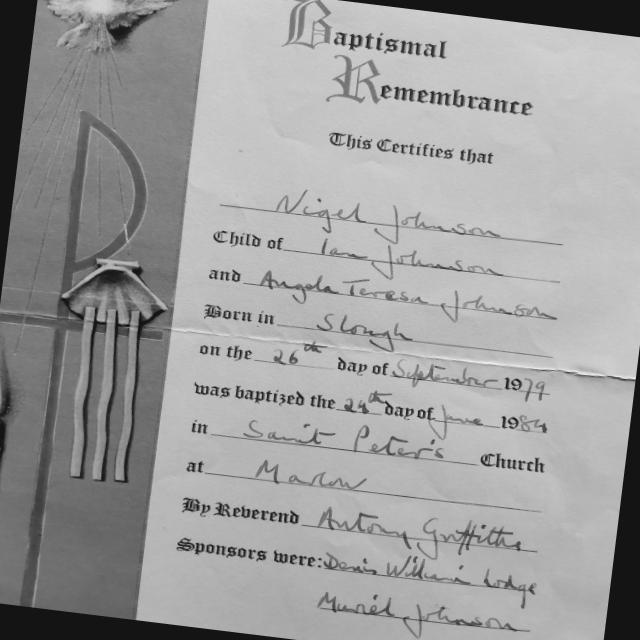 Baptismal
Remembrance
This Certifies that
Nigel Johnson
Child of Ian Johnson
and Angela Teresa Johnson
Born in Slough
on the 26th day of September 1979
was baptized the 24th day of June 1984
in Saint Peter's Church
at Marlow
By Reverend Antony Griffiths
Sponsors were: Denis William Lodge
Muriel Johnson